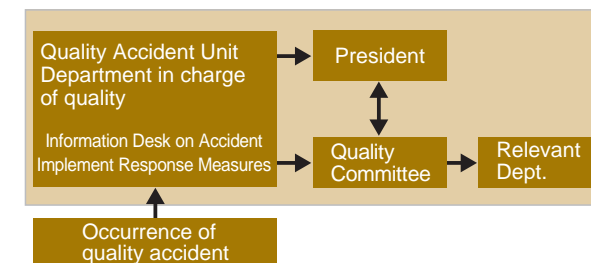 Quality Accident Unit
Department in charge
of quality
Information Desk on Accident
Implement Response Measures
President
Quality
Committee
Relevant
Dept.
Occurrence of
quality accident